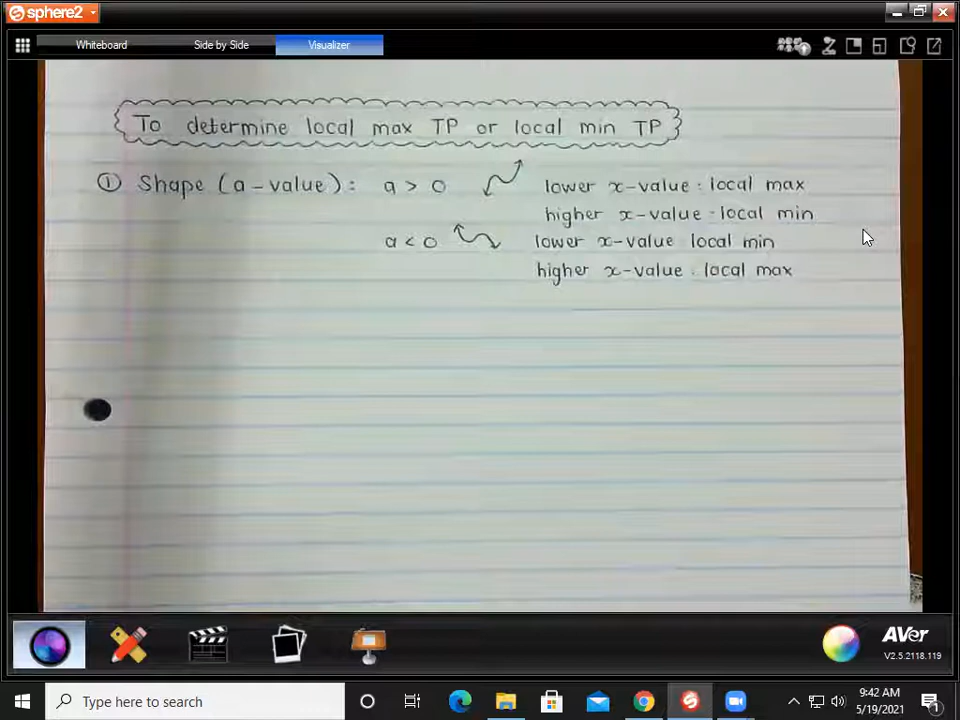 sphere2
Whiteboard
Side by Side
Visualizer
To determine local max TP or local min TP
① Shape (a-value): a > 0 lower x-value : local max
higher x-value : local min
a < 0 lower x-value local min
higher x-value : local max
AVer
V2.5.2118.119
Type here to search
9:42 AM
5/19/2021
1